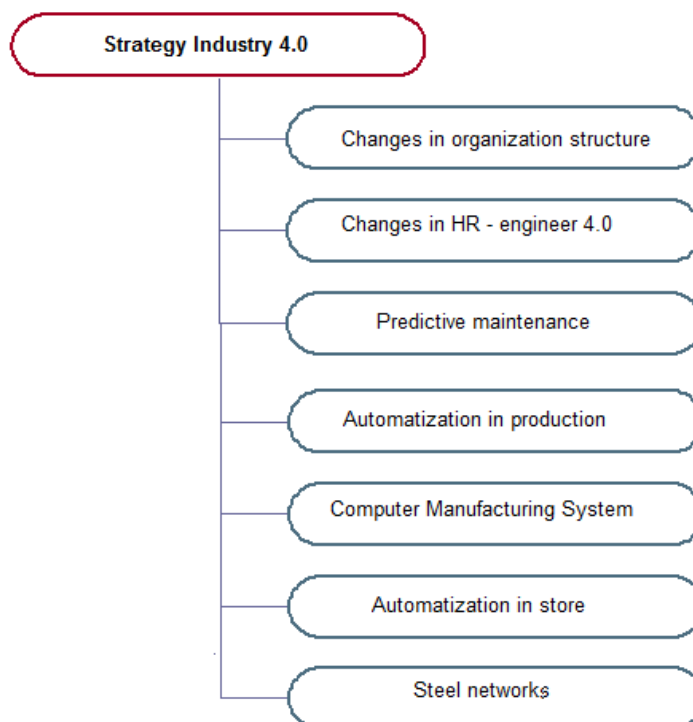 Strategy Industry 4.0
Changes in organization structure
Changes in HR - engineer 4.0
Predictive maintenance
Automatization in production
Computer Manufacturing System
Automatization in store
Steel networks